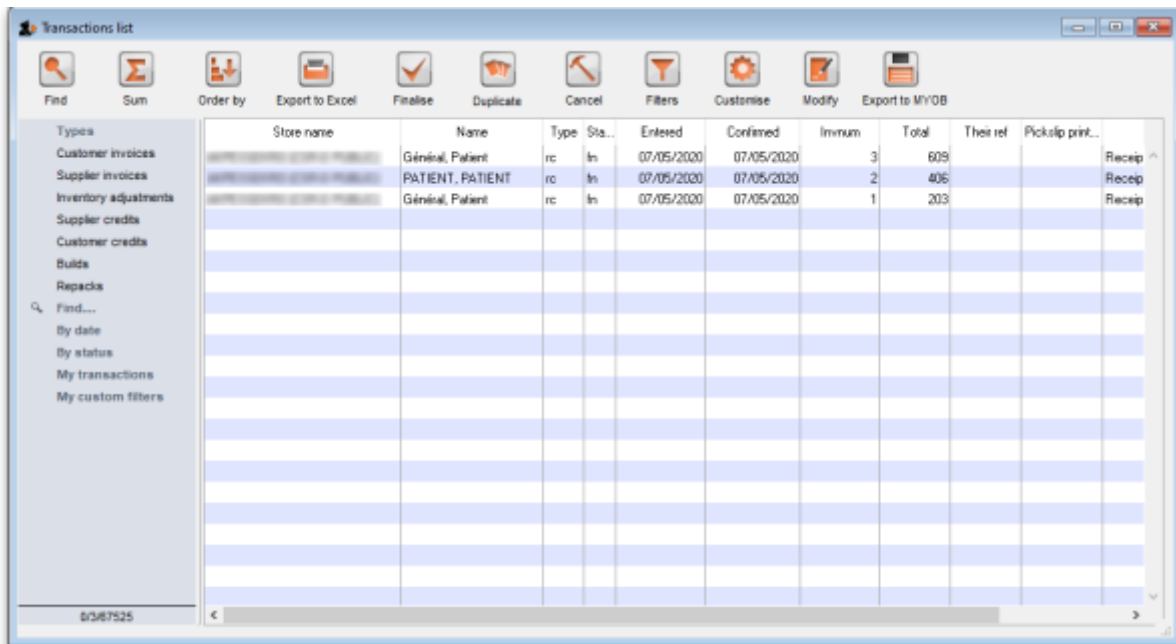 Transactions list
Find Sum Order by Export to Excel Finalise Duplicate Cancel Filters Customise Modify Export to MYOB
Types
Customer invoices
Supplier invoices
Inventory adjustments
Supplier credits
Customer credits
Builds
Repacks
Find....
By date
By status
My transactions
My custom filters
0/3/67525
Store name Name Type Sta... Entered Confirmed Invnum Total Their ref Pickslip print...
Général, Patient rc fn 07/05/2020 07/05/2020 3 609 Receip
PATIENT, PATIENT rc fn 07/05/2020 07/05/2020 2 406 Receip
Général, Patient rc fn 07/05/2020 07/05/2020 1 203 Receip